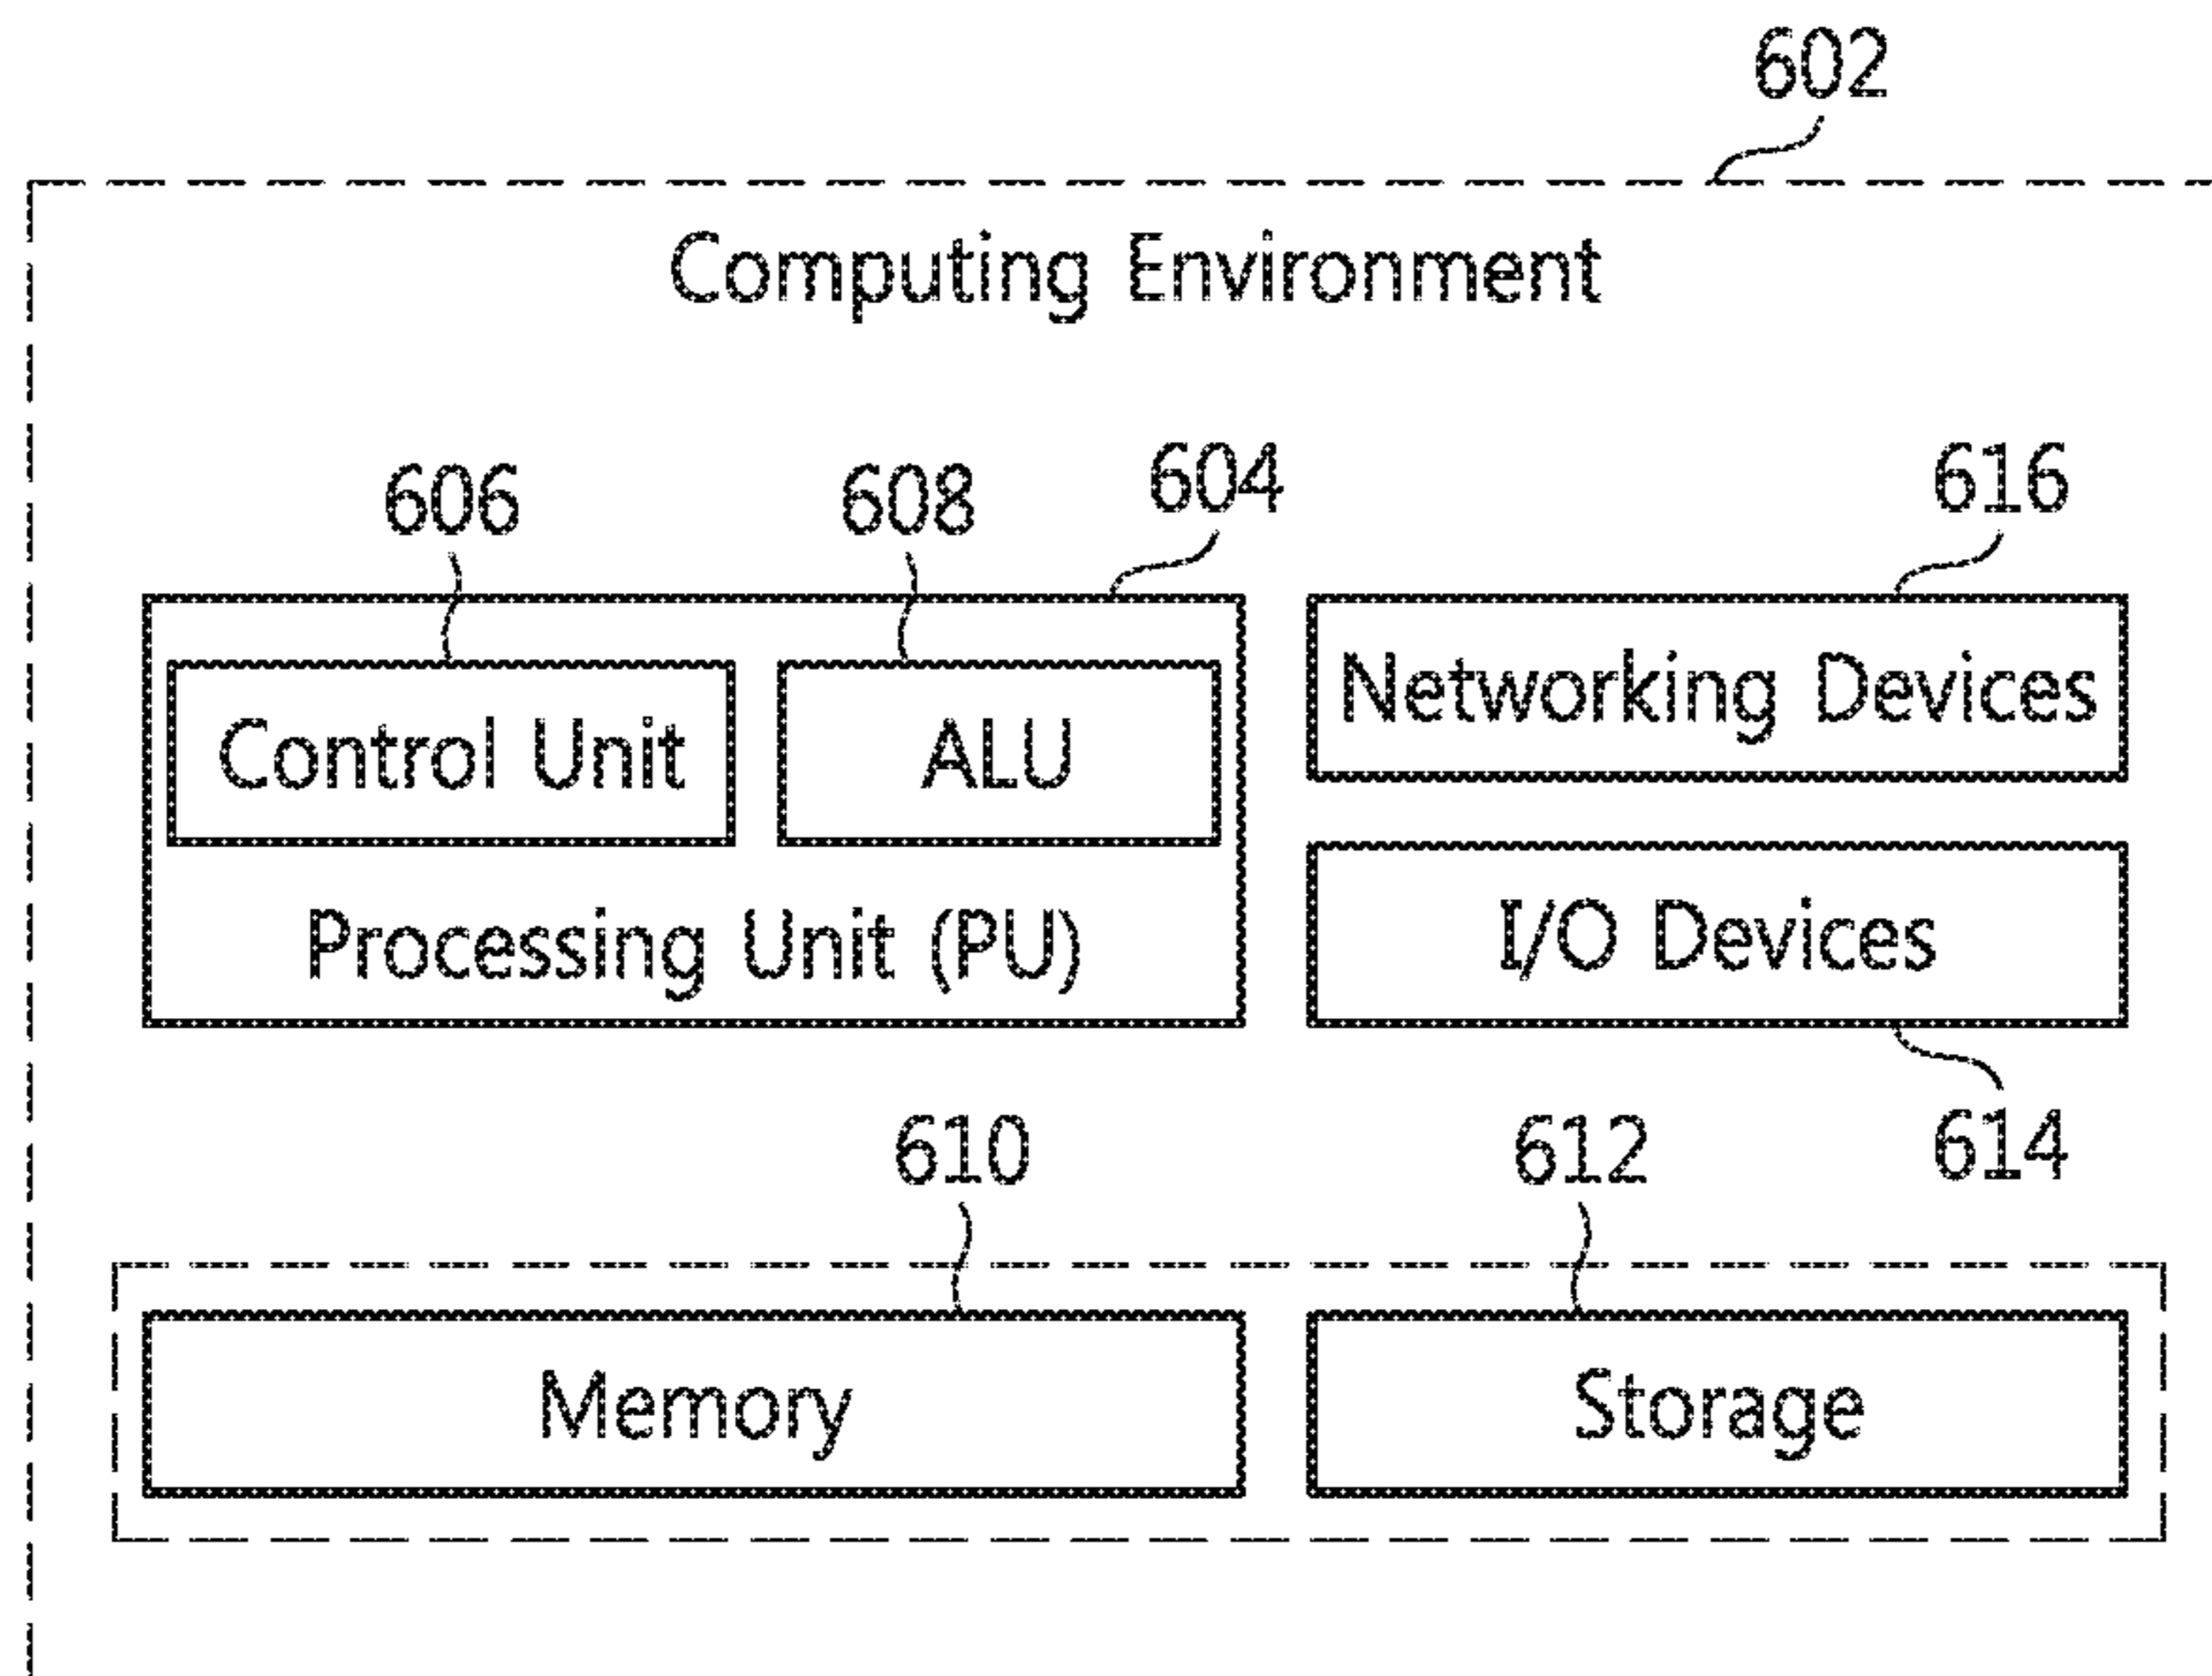 602
Computing Environment
606
608
604
616
Control Unit
ALU
Networking Devices
Processing Unit (PU)
I/O Devices
610
612
614
Memory
Storage